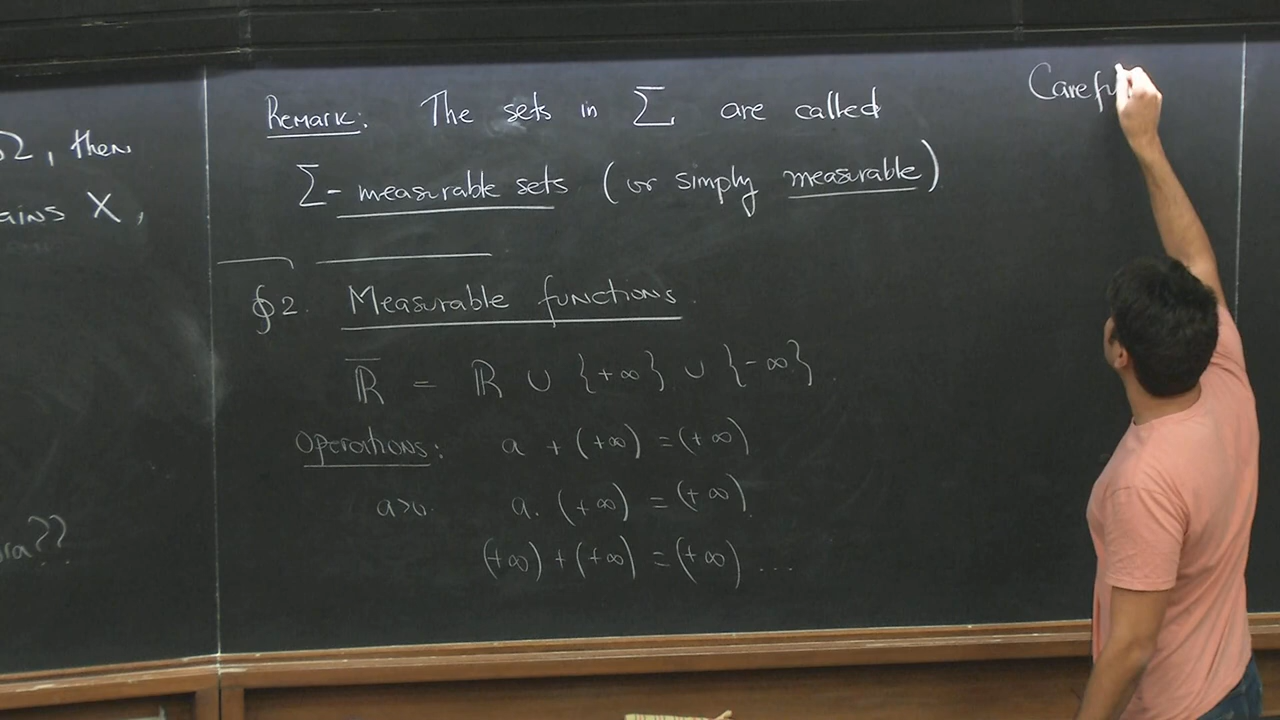 Ω, then
ains X,
ra??
Remark: The sets in Σ are called
Σ-measurable sets (or simply measurable)
§2. Measurable functions.
R̅ = ℝ ∪ {+∞} ∪ {-∞}.
Operations: a + (+∞) = (+∞)
a>0. a. (+∞) = (+∞).
(+∞) + (+∞) = (+∞) ...
Carefu